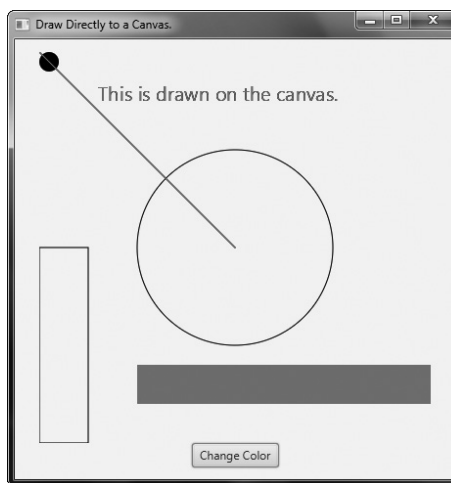 Draw Directly to a Canvas.
This is drawn on the canvas.
Change Color